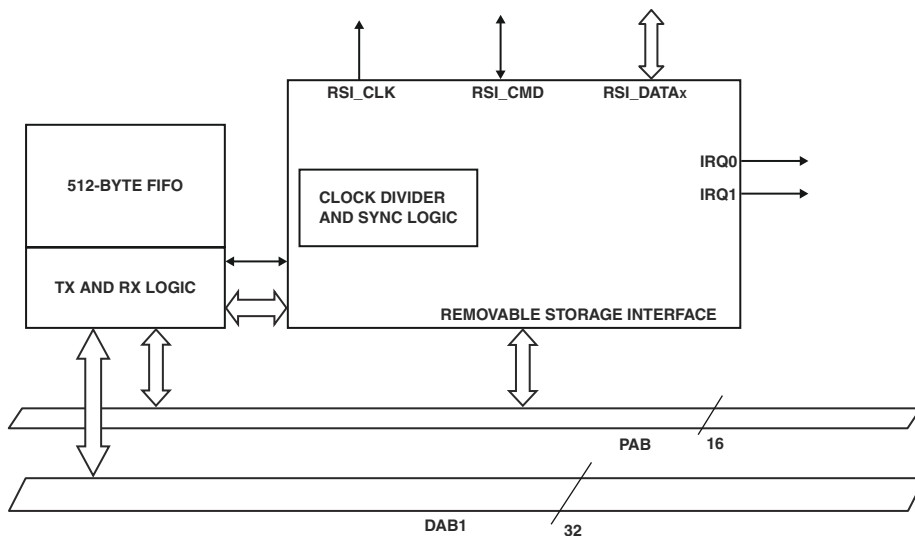 RSI_CLK
RSI_CMD
RSI_DATAx
512-BYTE FIFO
IRQ0
IRQ1
CLOCK DIVIDER
AND SYNC LOGIC
TX AND RX LOGIC
REMOVABLE STORAGE INTERFACE
PAB
16
DAB1
32